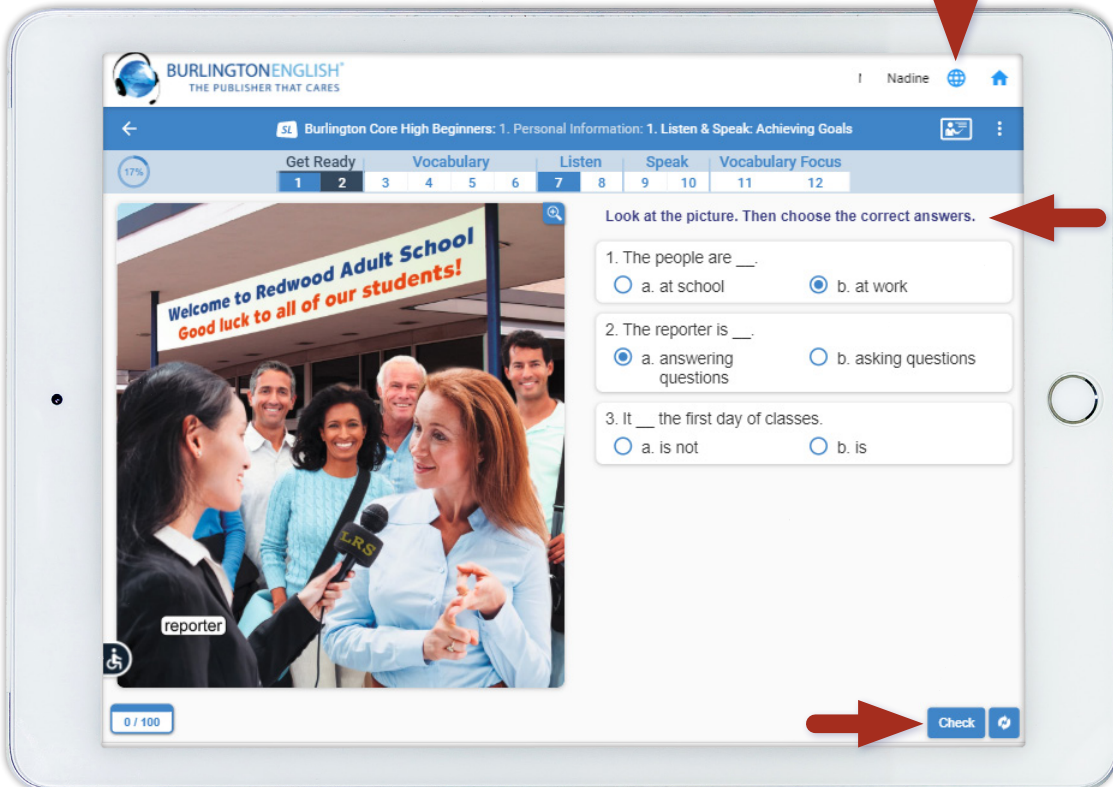 BURLINGTONENGLISH®
THE PUBLISHER THAT CARES
Nadine
SL Burlington Core High Beginners: 1. Personal Information: 1. Listen & Speak: Achieving Goals
17%
Get Ready Vocabulary Listen Speak Vocabulary Focus
1 2 3 4 5 6 7 8 9 10 11 12
Welcome to Redwood Adult School
Good luck to all of our students!
LRS
reporter
Look at the picture. Then choose the correct answers.
1. The people are __.
a. at school b. at work
2. The reporter is __.
a. answering b. asking questions
questions
3. It __ the first day of classes.
a. is not b. is
0 / 100
Check